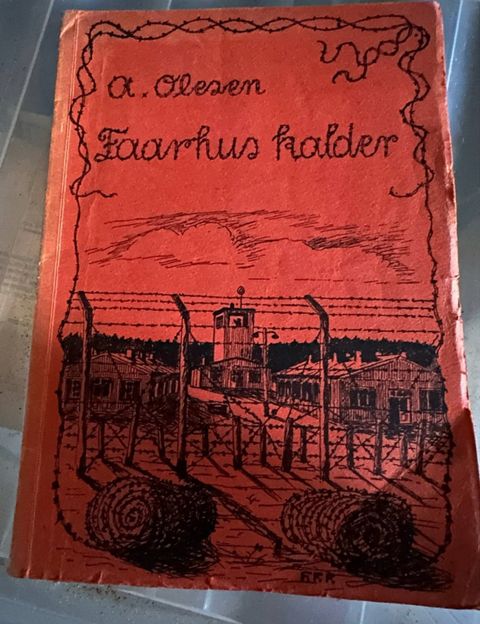 A. Olesen
Faarhus kalder